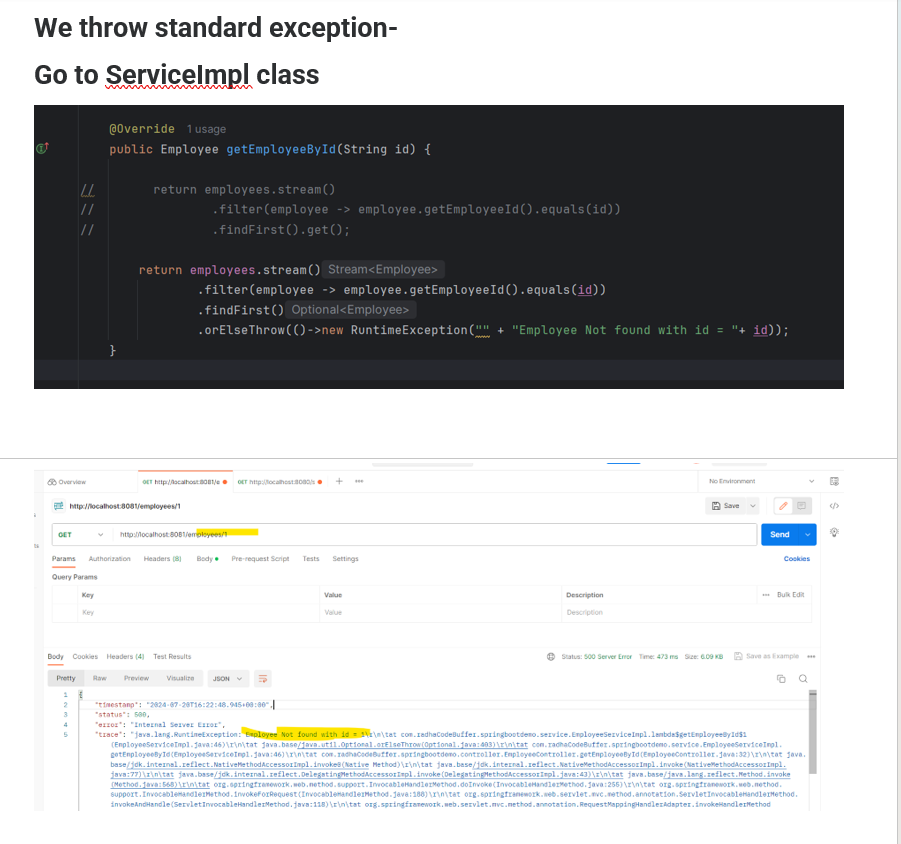 We throw standard exception-
Go to ServiceImpl class
@Override 1 usage
public Employee getEmployeeById(String id) {
// return employees.stream()
// .filter(employee -> employee.getEmployeeId().equals(id))
// .findFirst().get();
return employees.stream() Stream<Employee>
.filter(employee -> employee.getEmployeeId().equals(id))
.findFirst() Optional<Employee>
.orElseThrow(()->new RuntimeException("" + "Employee Not found with id = "+ id));
}
Overview GET http://localhost:8081/e GET http://localhost:8080/s + ••• No Environment
http://localhost:8081/employees/1 Save </>
GET http://localhost:8081/employees/1 Send
Params Authorization Headers (8) Body Pre-request Script Tests Settings Cookies
Query Params
Key Value Description ••• Bulk Edit
Key Value Description
Body Cookies Headers (4) Test Results Status: 500 Server Error Time: 473 ms Size: 6.09 KB Save as Example •••
Pretty Raw Preview Visualize JSON
1 {
2 "timestamp": "2024-07-20T16:22:48.945+00:00",
3 "status": 500,
4 "error": "Internal Server Error",
5 "trace": "java.lang.RuntimeException: Employee Not found with id = 1\r\n\tat com.radhaCodeBuffer.springbootdemo.service.EmployeeServiceImpl.lambda$getEmployeeById$1
(EmployeeServiceImpl.java:46)\r\n\tat java.base/java.util.Optional.orElseThrow(Optional.java:403)\r\n\tat com.radhaCodeBuffer.springbootdemo.service.EmployeeServiceImpl.
getEmployeeById(EmployeeServiceImpl.java:46)\r\n\tat com.radhaCodeBuffer.springbootdemo.controller.EmployeeController.getEmployeeById(EmployeeController.java:32)\r\n\tat java.
base/jdk.internal.reflect.NativeMethodAccessorImpl.invoke0(Native Method)\r\n\tat java.base/jdk.internal.reflect.NativeMethodAccessorImpl.invoke(NativeMethodAccessorImpl.
java:77)\r\n\tat java.base/jdk.internal.reflect.DelegatingMethodAccessorImpl.invoke(DelegatingMethodAccessorImpl.java:43)\r\n\tat java.base/java.lang.reflect.Method.invoke
(Method.java:568)\r\n\tat org.springframework.web.method.support.InvocableHandlerMethod.doInvoke(InvocableHandlerMethod.java:255)\r\n\tat org.springframework.web.method.
support.InvocableHandlerMethod.invokeForRequest(InvocableHandlerMethod.java:188)\r\n\tat org.springframework.web.servlet.mvc.method.annotation.ServletInvocableHandlerMethod.
invokeAndHandle(ServletInvocableHandlerMethod.java:118)\r\n\tat org.springframework.web.servlet.mvc.method.annotation.RequestMappingHandlerAdapter.invokeHandlerMethod